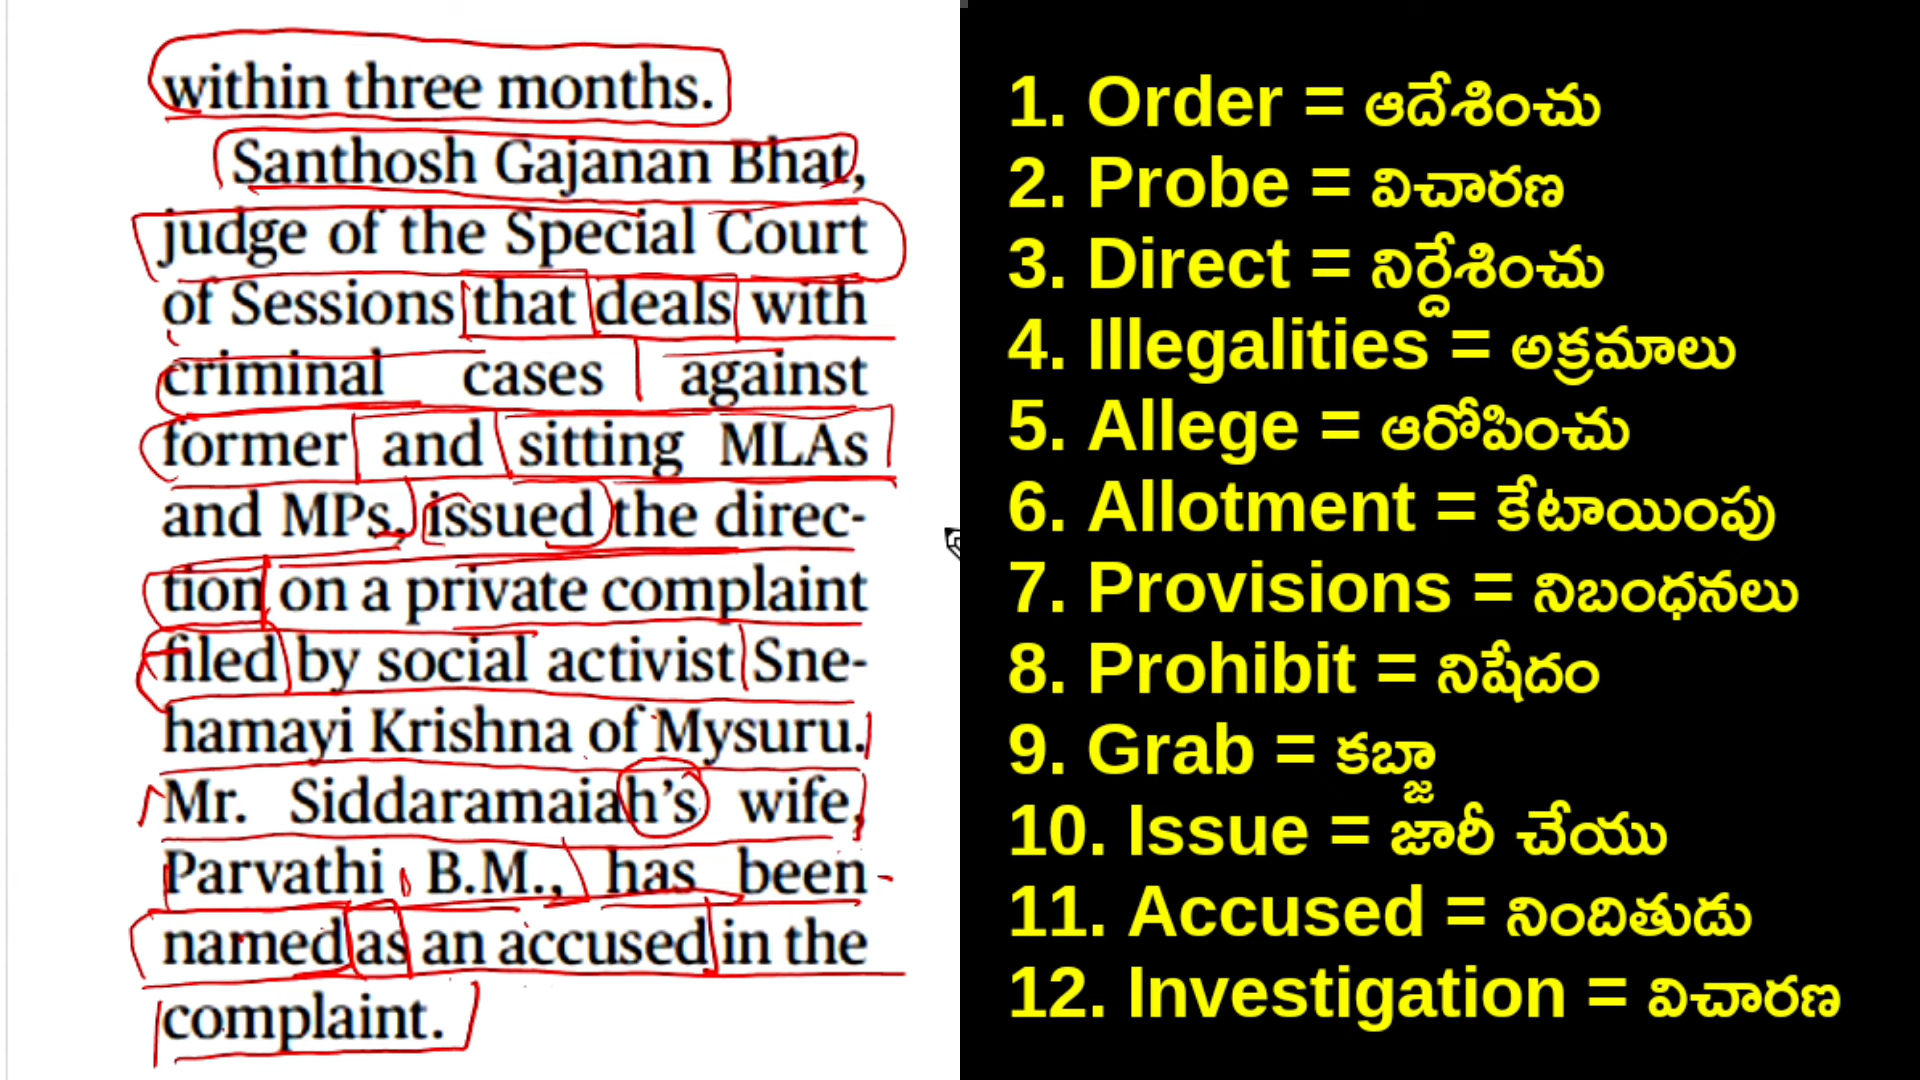 within three months.
Santhosh Gajanan Bhat,
judge of the Special Court
of Sessions that deals with
criminal cases against
former and sitting MLAs
and MPs, issued the direc-
tion on a private complaint
filed by social activist Sne-
hamayi Krishna of Mysuru.
Mr. Siddaramaiah's wife,
Parvathi B.M., has been
named as an accused in the
complaint.
1. Order = ఆదేశించు
2. Probe = విచారణ
3. Direct = నిర్దేశించు
4. Illegalities = అక్రమాలు
5. Allege = ఆరోపించు
6. Allotment = కేటాయింపు
7. Provisions = నిబంధనలు
8. Prohibit = నిషేదం
9. Grab = కబ్జా
10. Issue = జారీ చేయు
11. Accused = నిందితుడు
12. Investigation = విచారణ